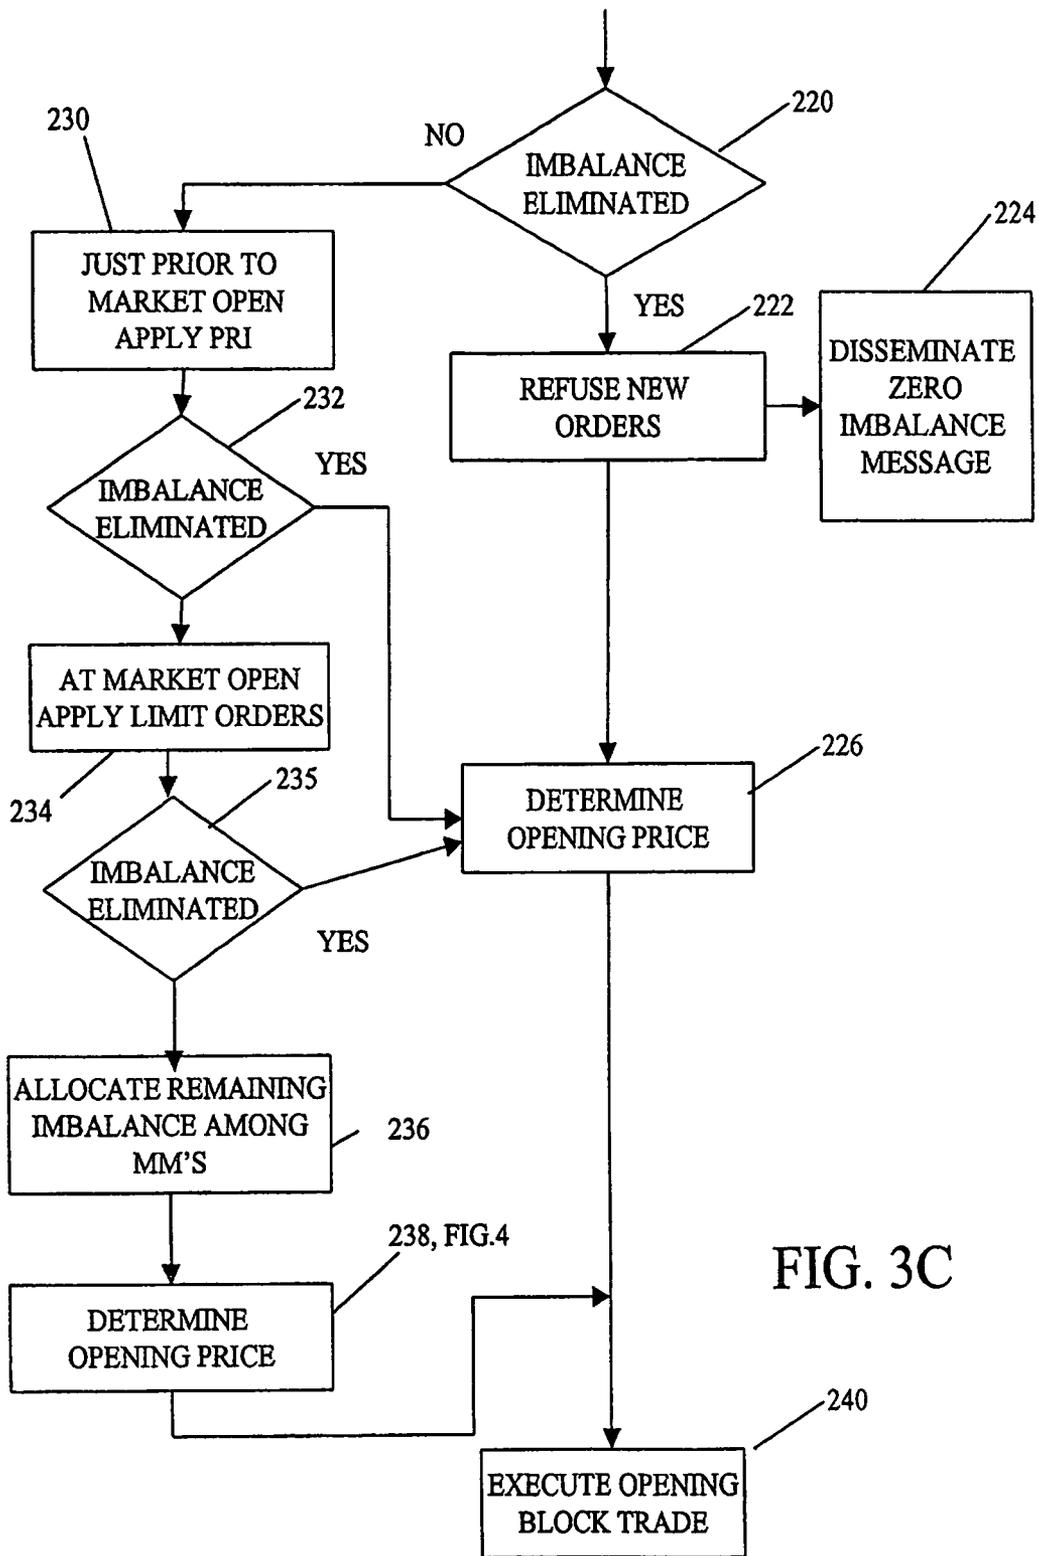 220
230
NO
IMBALANCE
ELIMINATED
224
JUST PRIOR TO
MARKET OPEN
APPLY PRI
YES
222
DISSEMINATE
ZERO
IMBALANCE
MESSAGE
REFUSE NEW
ORDERS
232
YES
IMBALANCE
ELIMINATED
AT MARKET OPEN
APPLY LIMIT ORDERS
234
235
226
DETERMINE
OPENING PRICE
IMBALANCE
ELIMINATED
YES
ALLOCATE REMAINING
IMBALANCE AMONG
MM'S
236
238, FIG.4
FIG. 3C
DETERMINE
OPENING PRICE
240
EXECUTE OPENING
BLOCK TRADE